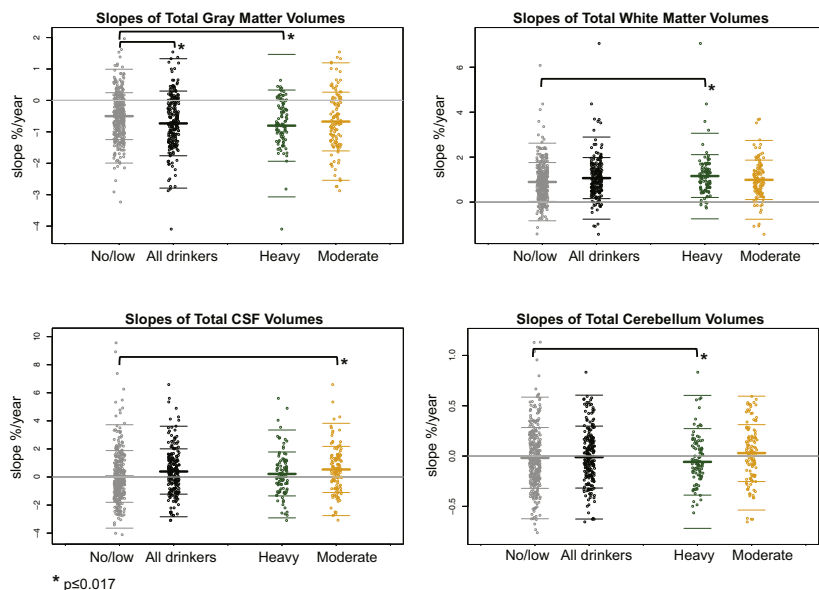 Slopes of Total Gray Matter Volumes
slope %/year
2
1
0
−1
−2
−3
−4
*
*
No/low All drinkers Heavy Moderate
Slopes of Total White Matter Volumes
slope %/year
6
4
2
0
*
No/low All drinkers Heavy Moderate
Slopes of Total CSF Volumes
slope %/year
10
8
6
4
2
0
−2
−4
*
No/low All drinkers Heavy Moderate
Slopes of Total Cerebellum Volumes
slope %/year
1.0
0.5
0.0
−0.5
*
No/low All drinkers Heavy Moderate
* p≤0.017